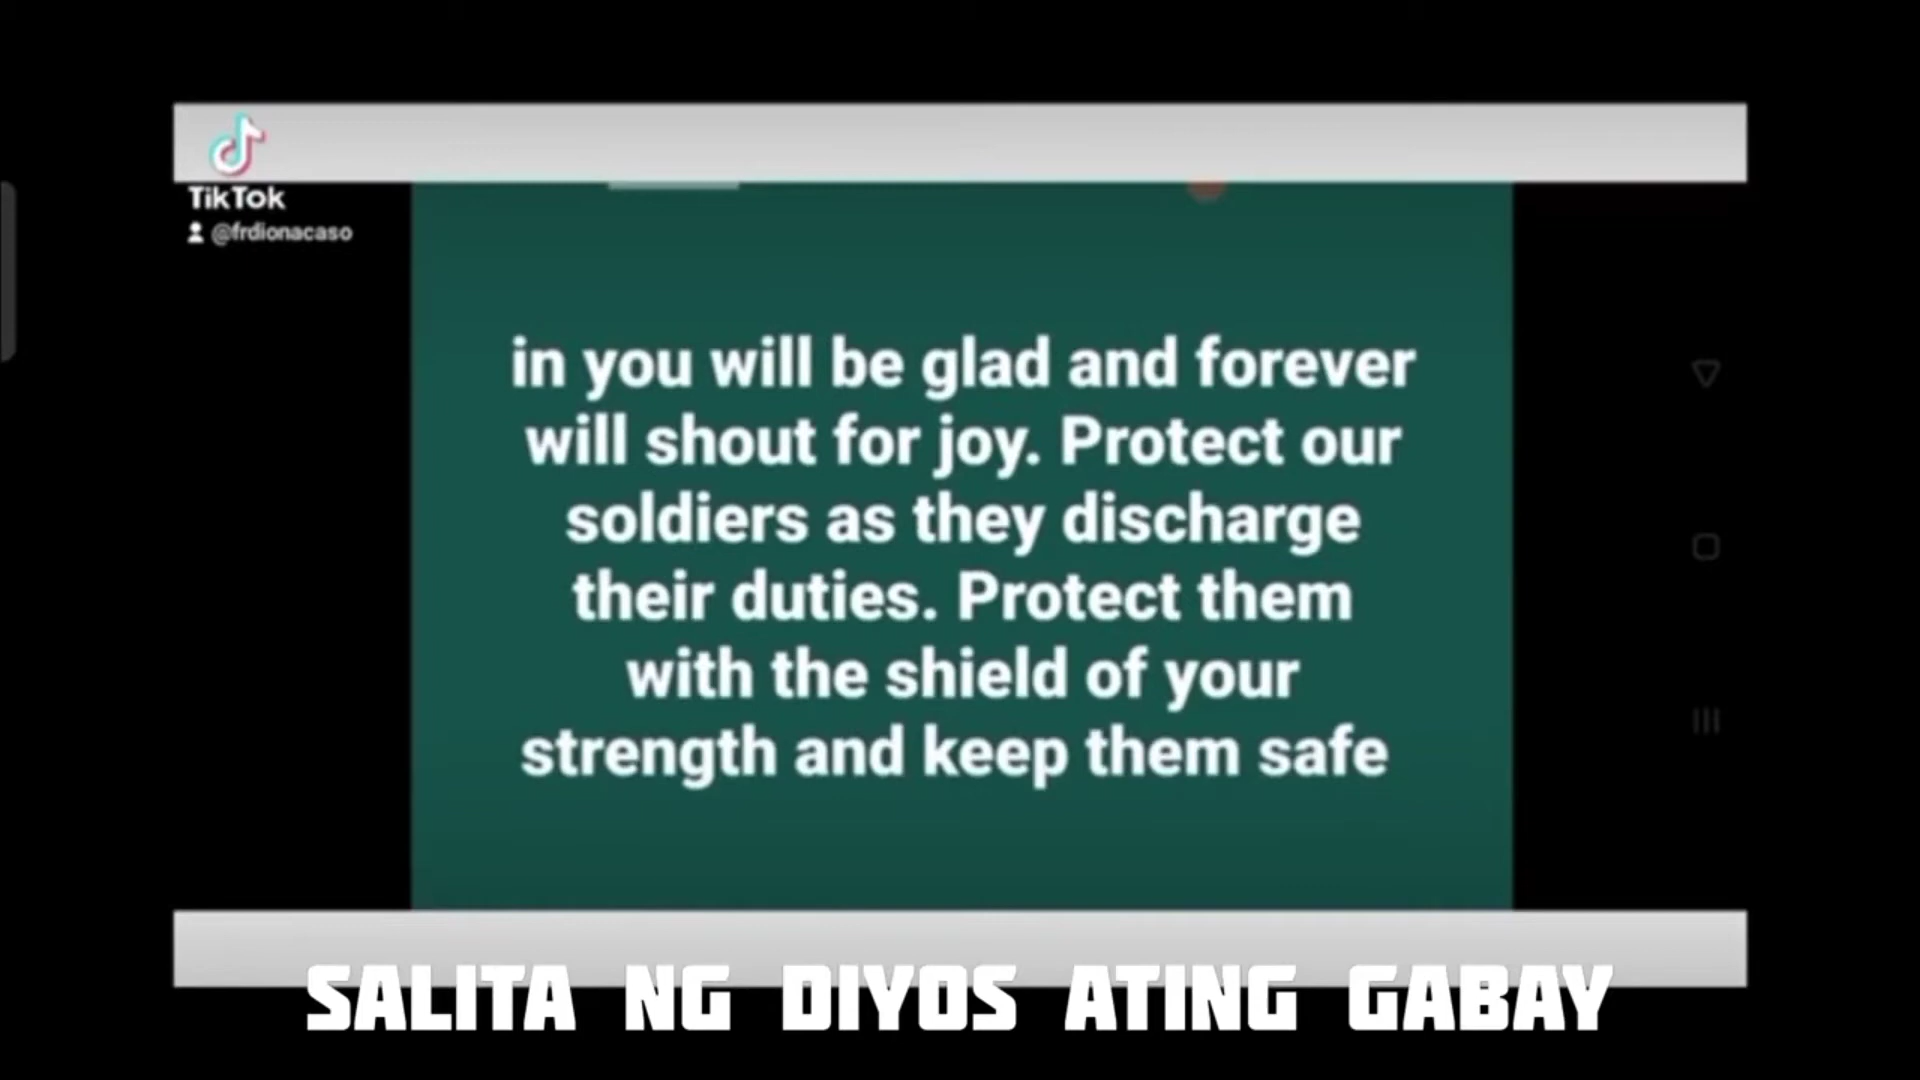 TikTok
@frdionacaso
in you will be glad and forever
will shout for joy. Protect our
soldiers as they discharge
their duties. Protect them
with the shield of your
strength and keep them safe
SALITA NG DIYOS ATING GABAY